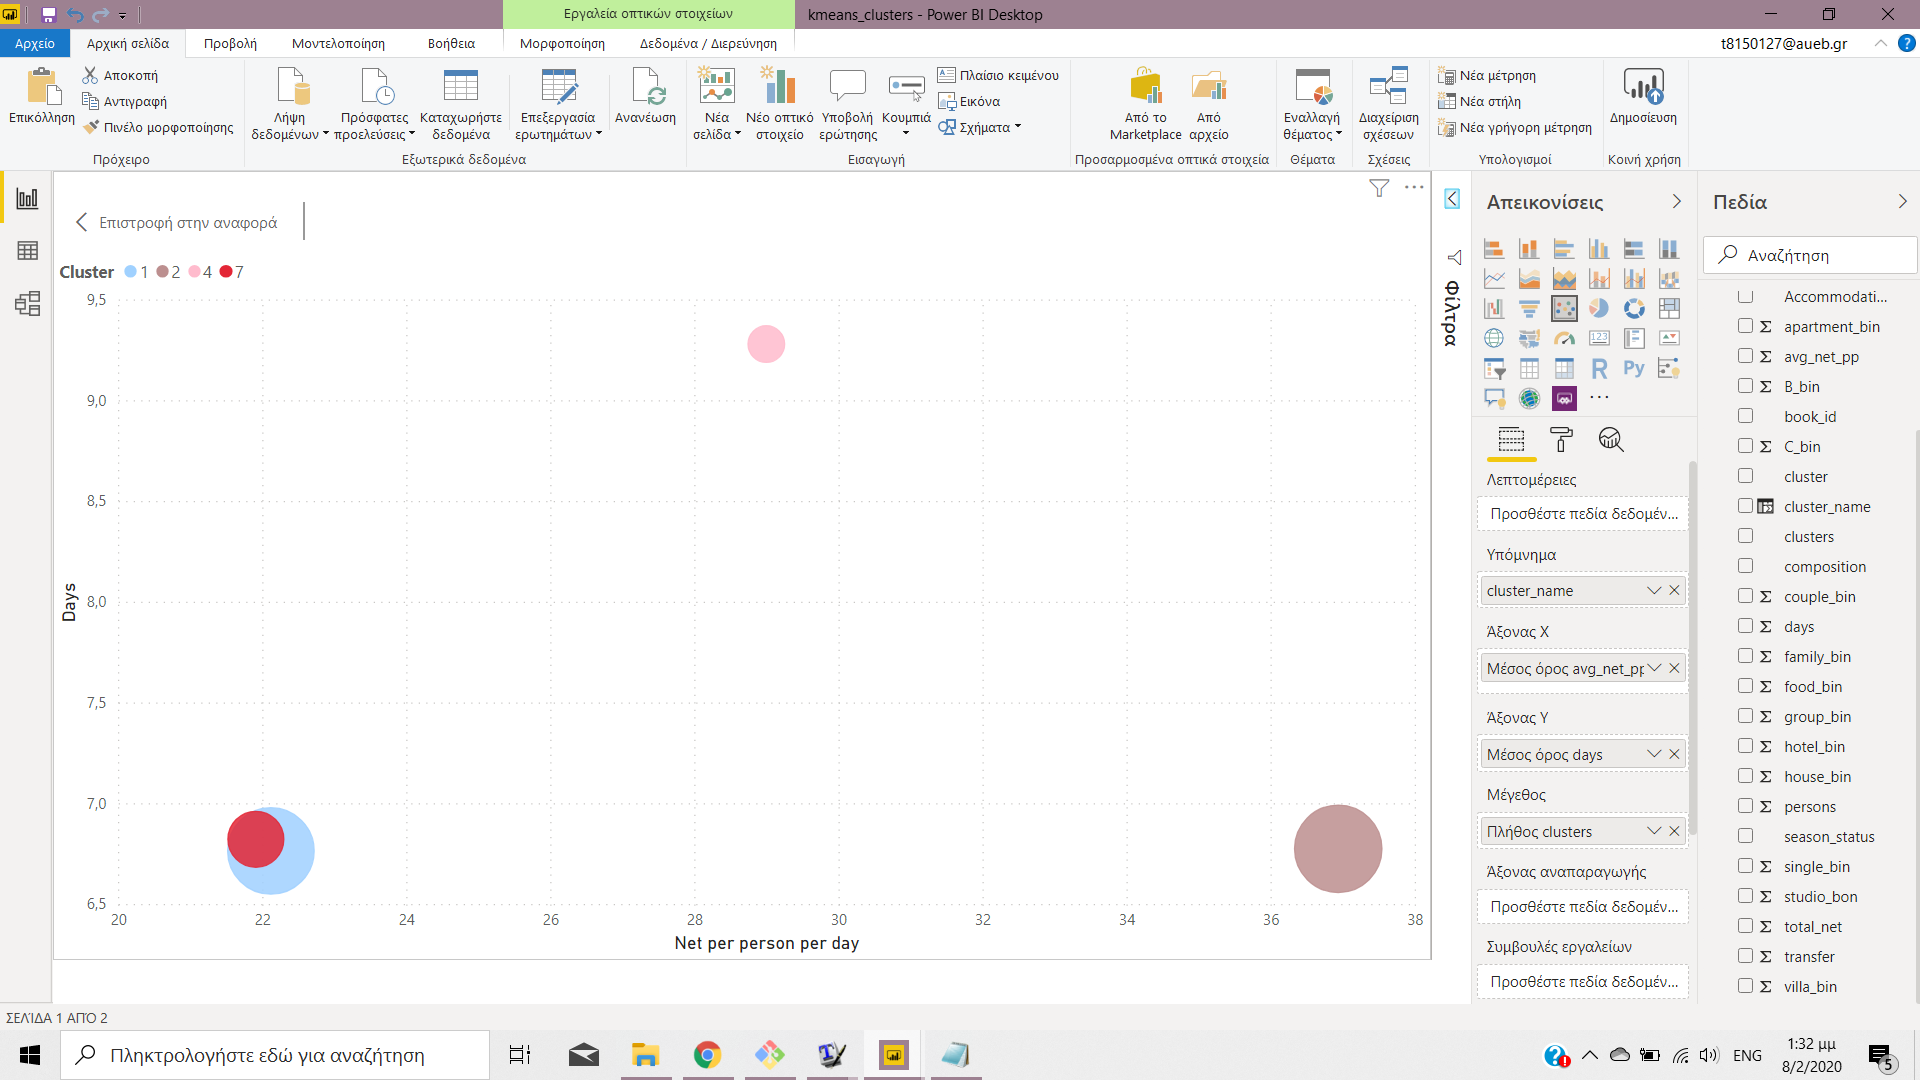 Εργαλεία οπτικών στοιχείων
kmeans_clusters - Power BI Desktop
Αρχείο
Αρχική σελίδα
Προβολή
Μοντελοποίηση
Βοήθεια
Μορφοποίηση
Δεδομένα / Διερεύνηση
t8150127@aueb.gr
?
Επικόλληση
Αποκοπή
Αντιγραφή
Πινέλο μορφοποίησης
Πρόχειρο
Λήψη
δεδομένων
Πρόσφατες
προελεύσεις
Καταχωρήστε
δεδομένα
Επεξεργασία
ερωτημάτων
Ανανέωση
Εξωτερικά δεδομένα
Νέα
σελίδα
Νέο οπτικό
στοιχείο
Υποβολή
ερώτησης
Κουμπιά
Πλαίσιο κειμένου
Εικόνα
Σχήματα
Εισαγωγή
Από το
Marketplace
Από
αρχείο
Προσαρμοσμένα οπτικά στοιχεία
Εναλλαγή
θέματος
Θέματα
Διαχείριση
σχέσεων
Σχέσεις
Νέα μέτρηση
Νέα στήλη
Νέα γρήγορη μέτρηση
Υπολογισμοί
Δημοσίευση
Κοινή χρήση
Επιστροφή στην αναφορά
Cluster 1 2 4 7
9,5
9,0
8,5
8,0
7,5
7,0
6,5
Days
20 22 24 26 28 30 32 34 36 38
Net per person per day
Φίλτρα
Απεικονίσεις
123
R
Py
Λεπτομέρειες
Προσθέστε πεδία δεδομέν...
Υπόμνημα
cluster_name
Άξονας X
Μέσος όρος avg_net_pp
Άξονας Y
Μέσος όρος days
Μέγεθος
Πλήθος clusters
Άξονας αναπαραγωγής
Προσθέστε πεδία δεδομέν...
Συμβουλές εργαλείων
Προσθέστε πεδία δεδομέν...
Πεδία
Αναζήτηση
Accommodati...
apartment_bin
avg_net_pp
B_bin
book_id
C_bin
cluster
cluster_name
clusters
composition
couple_bin
days
family_bin
food_bin
group_bin
hotel_bin
house_bin
persons
season_status
single_bin
studio_bon
total_net
transfer
villa_bin
ΣΕΛΊΔΑ 1 ΑΠΌ 2
Πληκτρολογήστε εδώ για αναζήτηση
ENG
1:32 μμ
8/2/2020
5